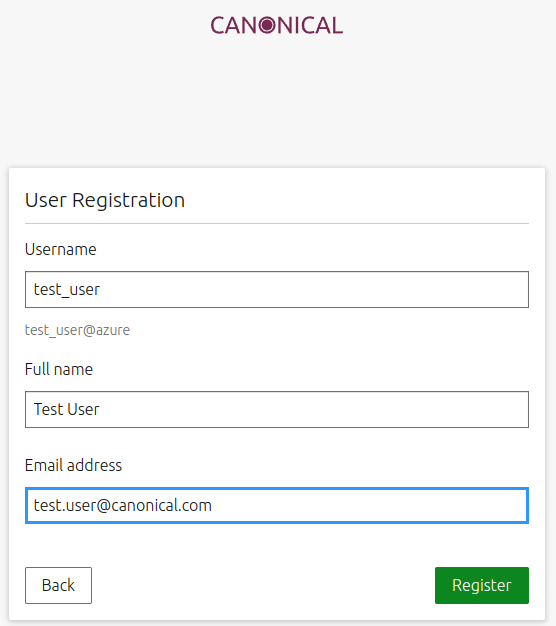 CANONICAL
User Registration
Username
test_user
test_user@azure
Full name
Test User
Email address
test.user@canonical.com
Back Register